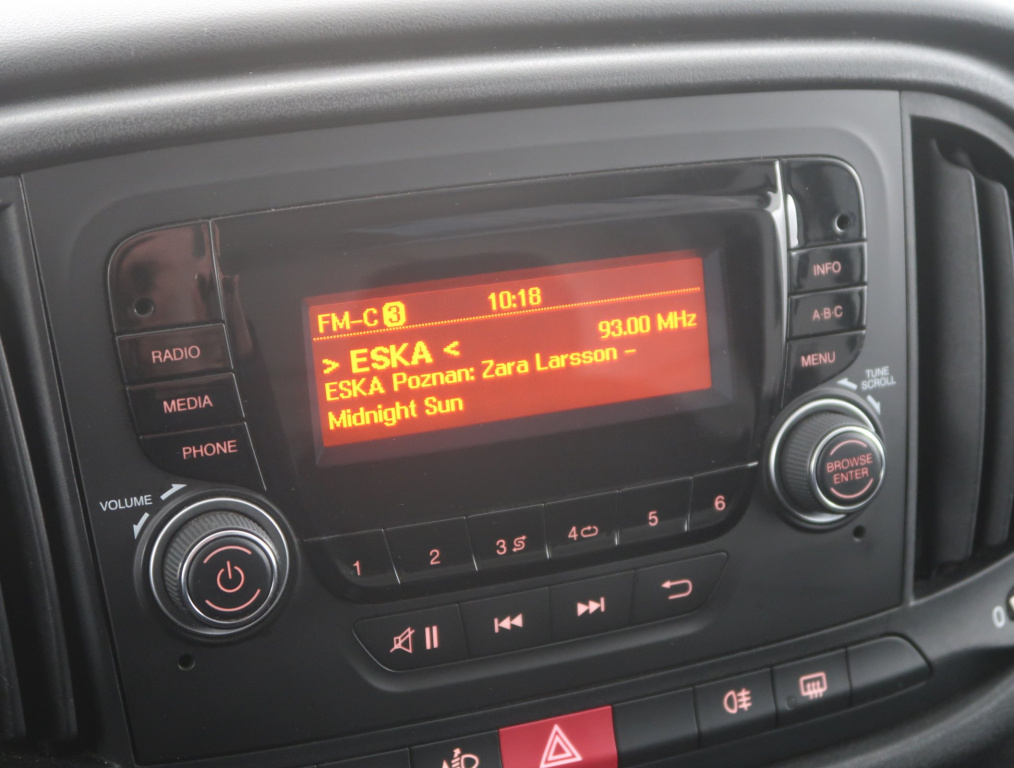 FM-C 3 10:18
93.00 MHz
> ESKA <
ESKA Poznan: Zara Larsson -
Midnight Sun
RADIO
MEDIA
PHONE
VOLUME
INFO
A·B·C
MENU
TUNE
SCROLL
BROWSE
ENTER
1 2 3 4 5 6
0